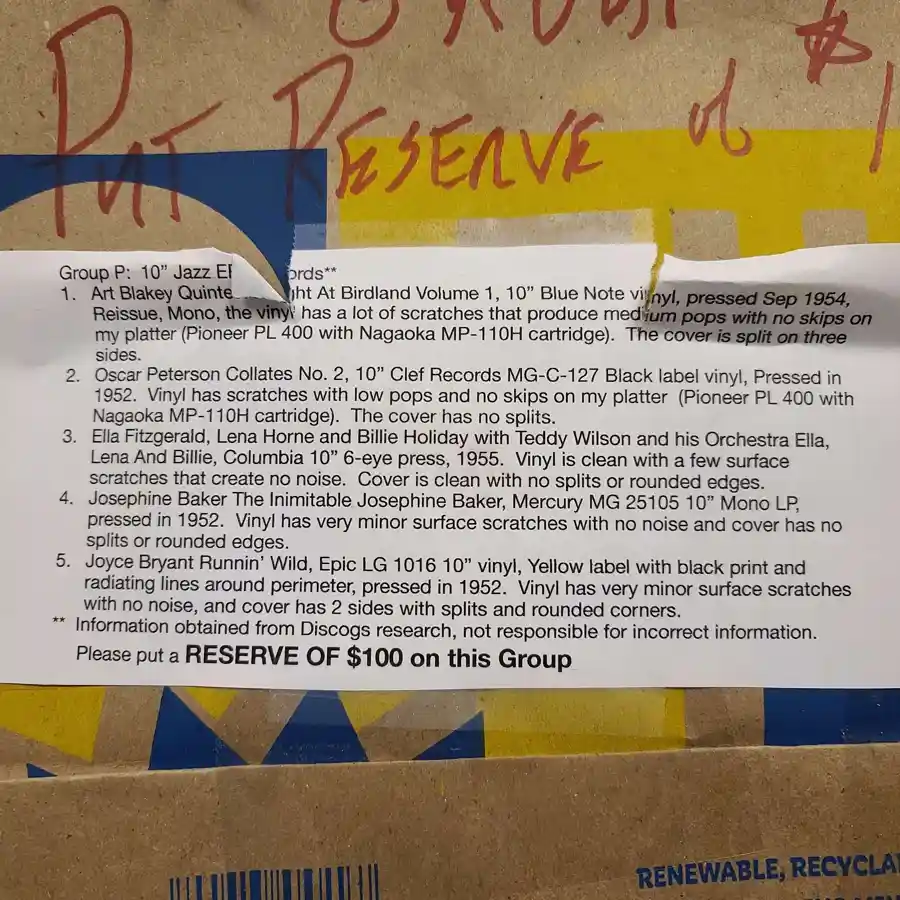 PUT RESERVE of
Group P: 10" Jazz
1. Art Blakey At Birdland Volume 1, 10" Blue Note vinyl, pressed Sep 1954,
Reissue, Mono, the vinyl has a lot of scratches that produce medium pops with no skips on
my platter (Pioneer PL 400 with Nagaoka MP-110H cartridge). The cover is split on three
sides.
2. Oscar Peterson Collates No. 2, 10" Clef Records MG-C-127 Black label vinyl, Pressed in
1952. Vinyl has scratches with low pops and no skips on my platter (Pioneer PL 400 with
Nagaoka MP-110H cartridge). The cover has no splits.
3. Ella Fitzgerald, Lena Horne and Billie Holiday with Teddy Wilson and his Orchestra Ella,
Lena And Billie, Columbia 10" 6-eye press, 1955. Vinyl is clean with a few surface
scratches that create no noise. Cover is clean with no splits or rounded edges.
4. Josephine Baker The Inimitable Josephine Baker, Mercury MG 25105 10" Mono LP,
pressed in 1952. Vinyl has very minor surface scratches with no noise and cover has no
splits or rounded edges.
5. Joyce Bryant Runnin' Wild, Epic LG 1016 10" vinyl, Yellow label with black print and
radiating lines around perimeter, pressed in 1952. Vinyl has very minor surface scratches
with no noise, and cover has 2 sides with splits and rounded corners.
** Information obtained from Discogs research, not responsible for incorrect information.
Please put a RESERVE OF $100 on this Group
RENEWABLE,